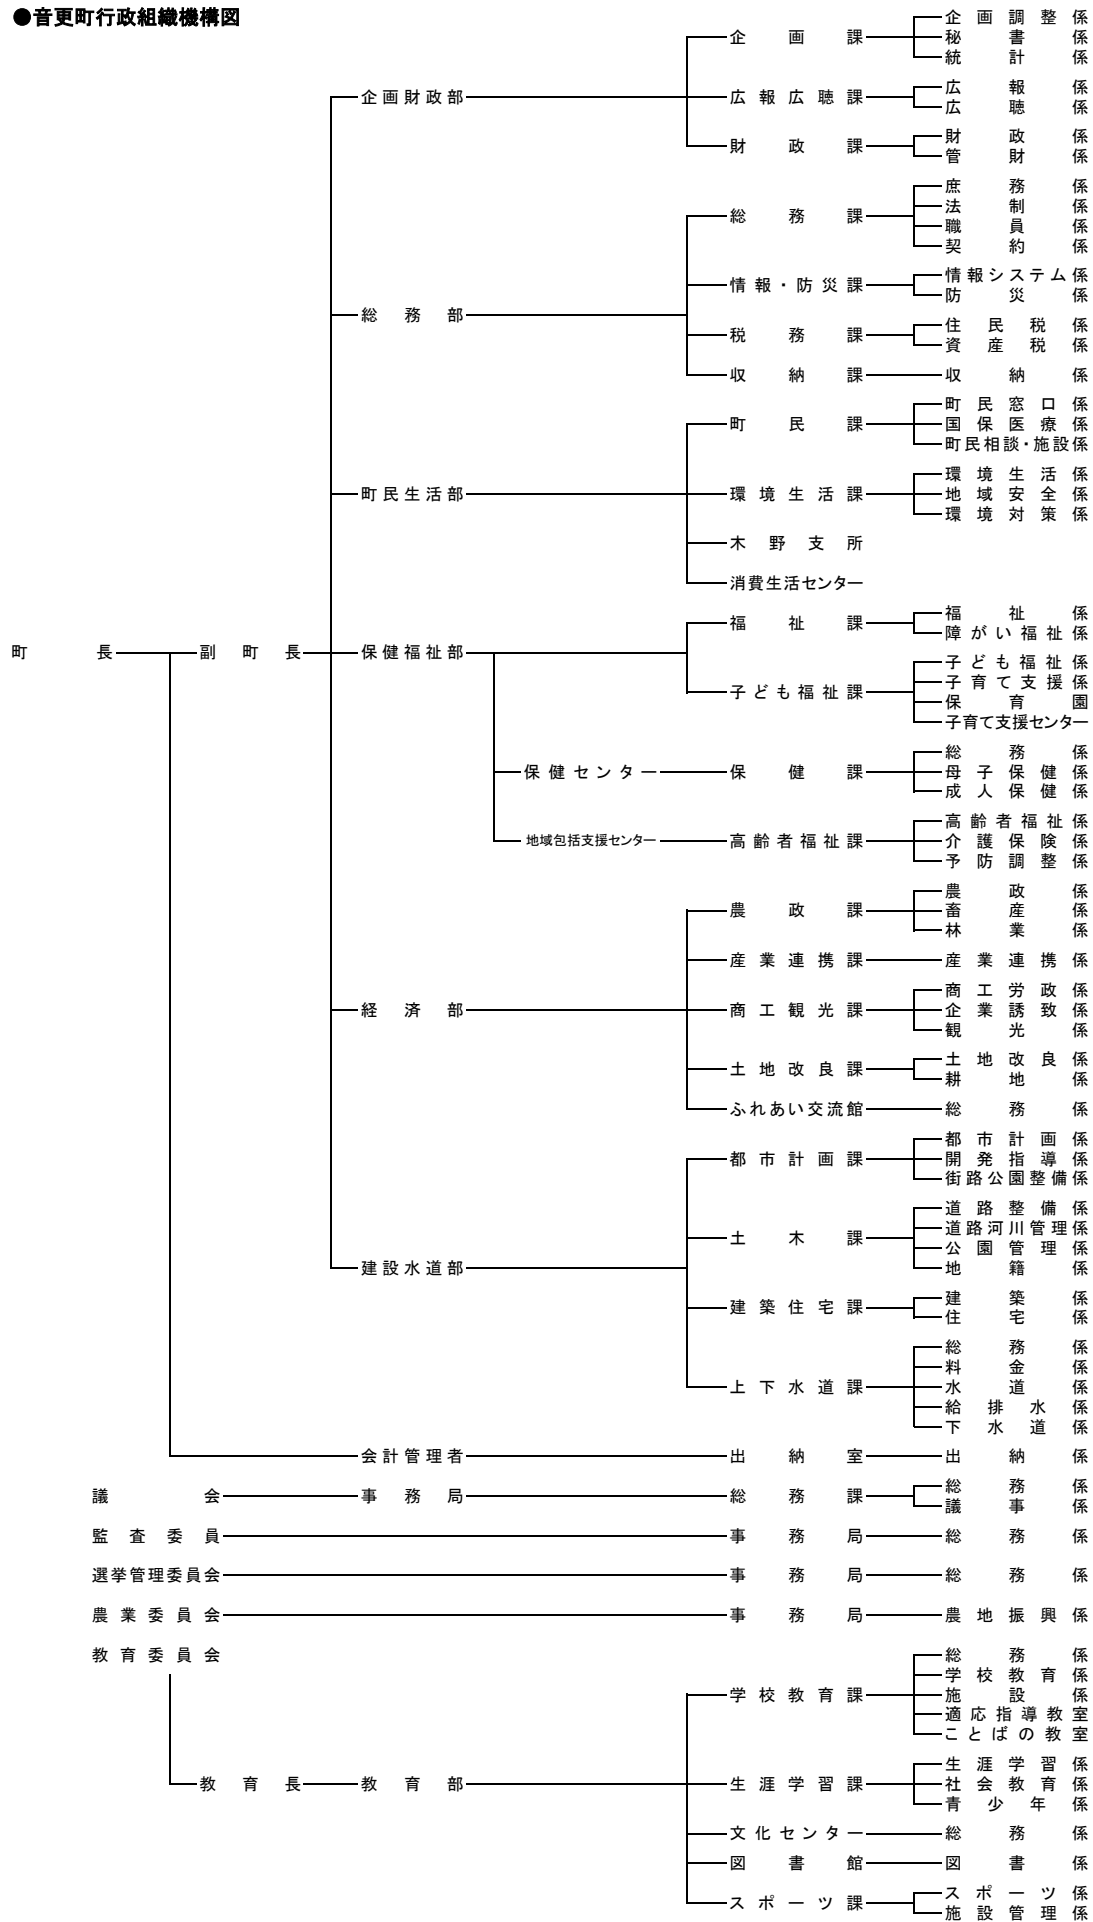 ●音更町行政組織機構図
企画調整係
企画課
秘書係
統計係
広報係
企画財政部 広報広聴課
広聴係
財政係
財政課
管財係
庶務係
法制係
総務課
職員係
契約係
情報システム係
情報・防災課
防災係
総務部
住民税係
税務課
資産税係
収納課 収納係
町民窓口係
町民課 国保医療係
町民相談・施設係
環境生活係
町民生活部 環境生活課 地域安全係
環境対策係
木野支所
消費生活センター
福祉係
福祉課
障がい福祉係
町長 副町長 保健福祉部
子ども福祉係
子育て支援係
子ども福祉課
保育園
子育て支援センター
総務係
保健センター 保健課 母子保健係
成人保健係
高齢者福祉係
地域包括支援センター 高齢者福祉課 介護保険係
予防調整係
農政係
農政課 畜産係
林業係
産業連携課 産業連携係
商工労政係
経済部 商工観光課 企業誘致係
観光係
土地改良係
土地改良課
耕地係
ふれあい交流館 総務係
都市計画係
都市計画課 開発指導係
街路公園整備係
道路整備係
道路河川管理係
土木課
公園管理係
建設水道部 地籍係
建築係
建築住宅課
住宅係
総務係
料金係
上下水道課 水道係
給排水係
下水道係
会計管理者 出納室 出納係
総務係
議会 事務局 総務課
議事係
監査委員 事務局 総務係
選挙管理委員会 事務局 総務係
農業委員会 事務局 農地振興係
教育委員会 総務係
学校教育係
学校教育課 施設係
適応指導教室
ことばの教室
生涯学習係
教育長 教育部 生涯学習課 社会教育係
青少年係
文化センター 総務係
図書館 図書係
スポーツ係
スポーツ課
施設管理係